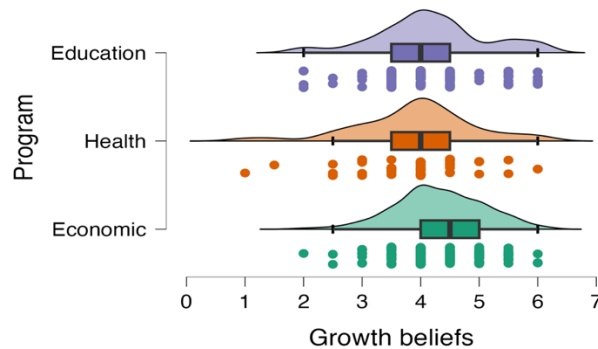 Program
Education
Health
Economic
0 1 2 3 4 5 6 7
Growth beliefs